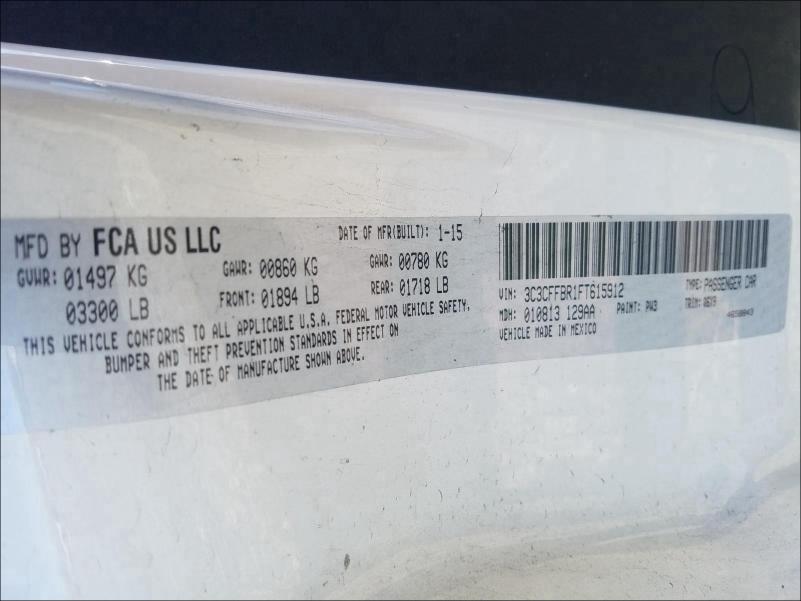 MFD BY FCA US LLC
DATE OF MFR(BUILT): 1-15
GVWR: 01497 KG
03300 LB
GAWR: 00860 KG
FRONT: 01894 LB
GAWR: 00780 KG
REAR: 01718 LB
THIS VEHICLE CONFORMS TO ALL APPLICABLE U.S.A. FEDERAL MOTOR VEHICLE SAFETY,
BUMPER AND THEFT PREVENTION STANDARDS IN EFFECT ON
THE DATE OF MANUFACTURE SHOWN ABOVE.
VIN: 3C3CFFBR1FT615912
TYPE: PASSENGER CAR
MDH: 010813 129AA
PAINT: PW3
TRIM:
VEHICLE MADE IN MEXICO